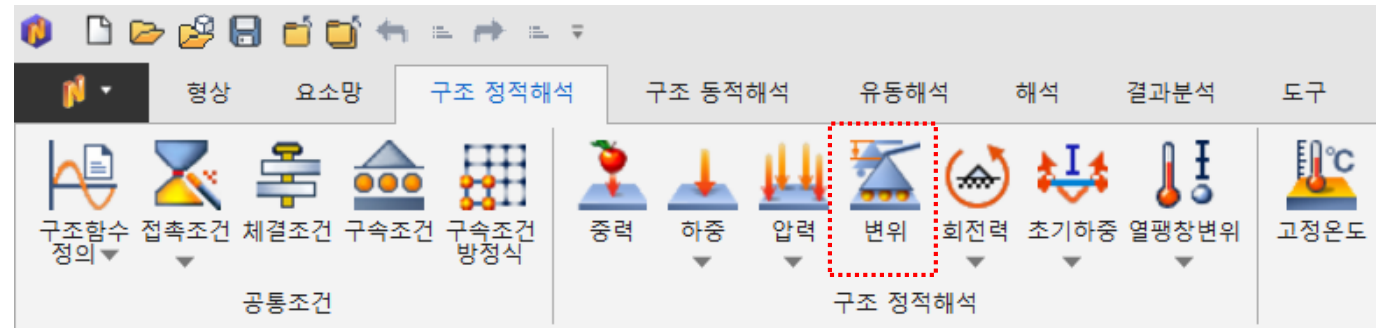 형상 요소망 구조 정적해석 구조 동적해석 유동해석 해석 결과분석 도구
구조함수 정의 접촉조건 체결조건 구속조건 구속조건 방정식 중력 하중 압력 변위 회전력 초기하중 열팽창변위 °C 고정온도
공통조건 구조 정적해석